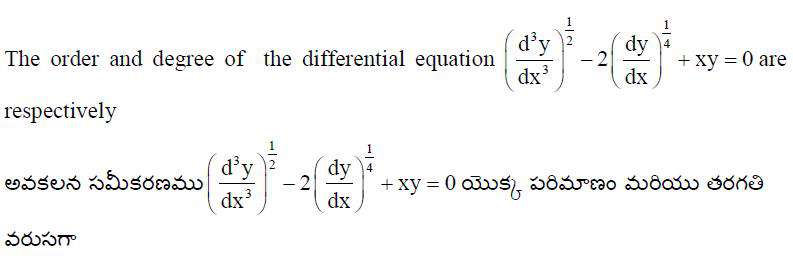 The order and degree of the differential equation (d³y/dx³)^(1/2) − 2(dy/dx)^(1/4) + xy = 0 are
respectively
అవకలన సమీకరణము (d³y/dx³)^(1/2) − 2(dy/dx)^(1/4) + xy = 0 యొక్క పరిమాణం మరియు తరగతి
వరుసగా